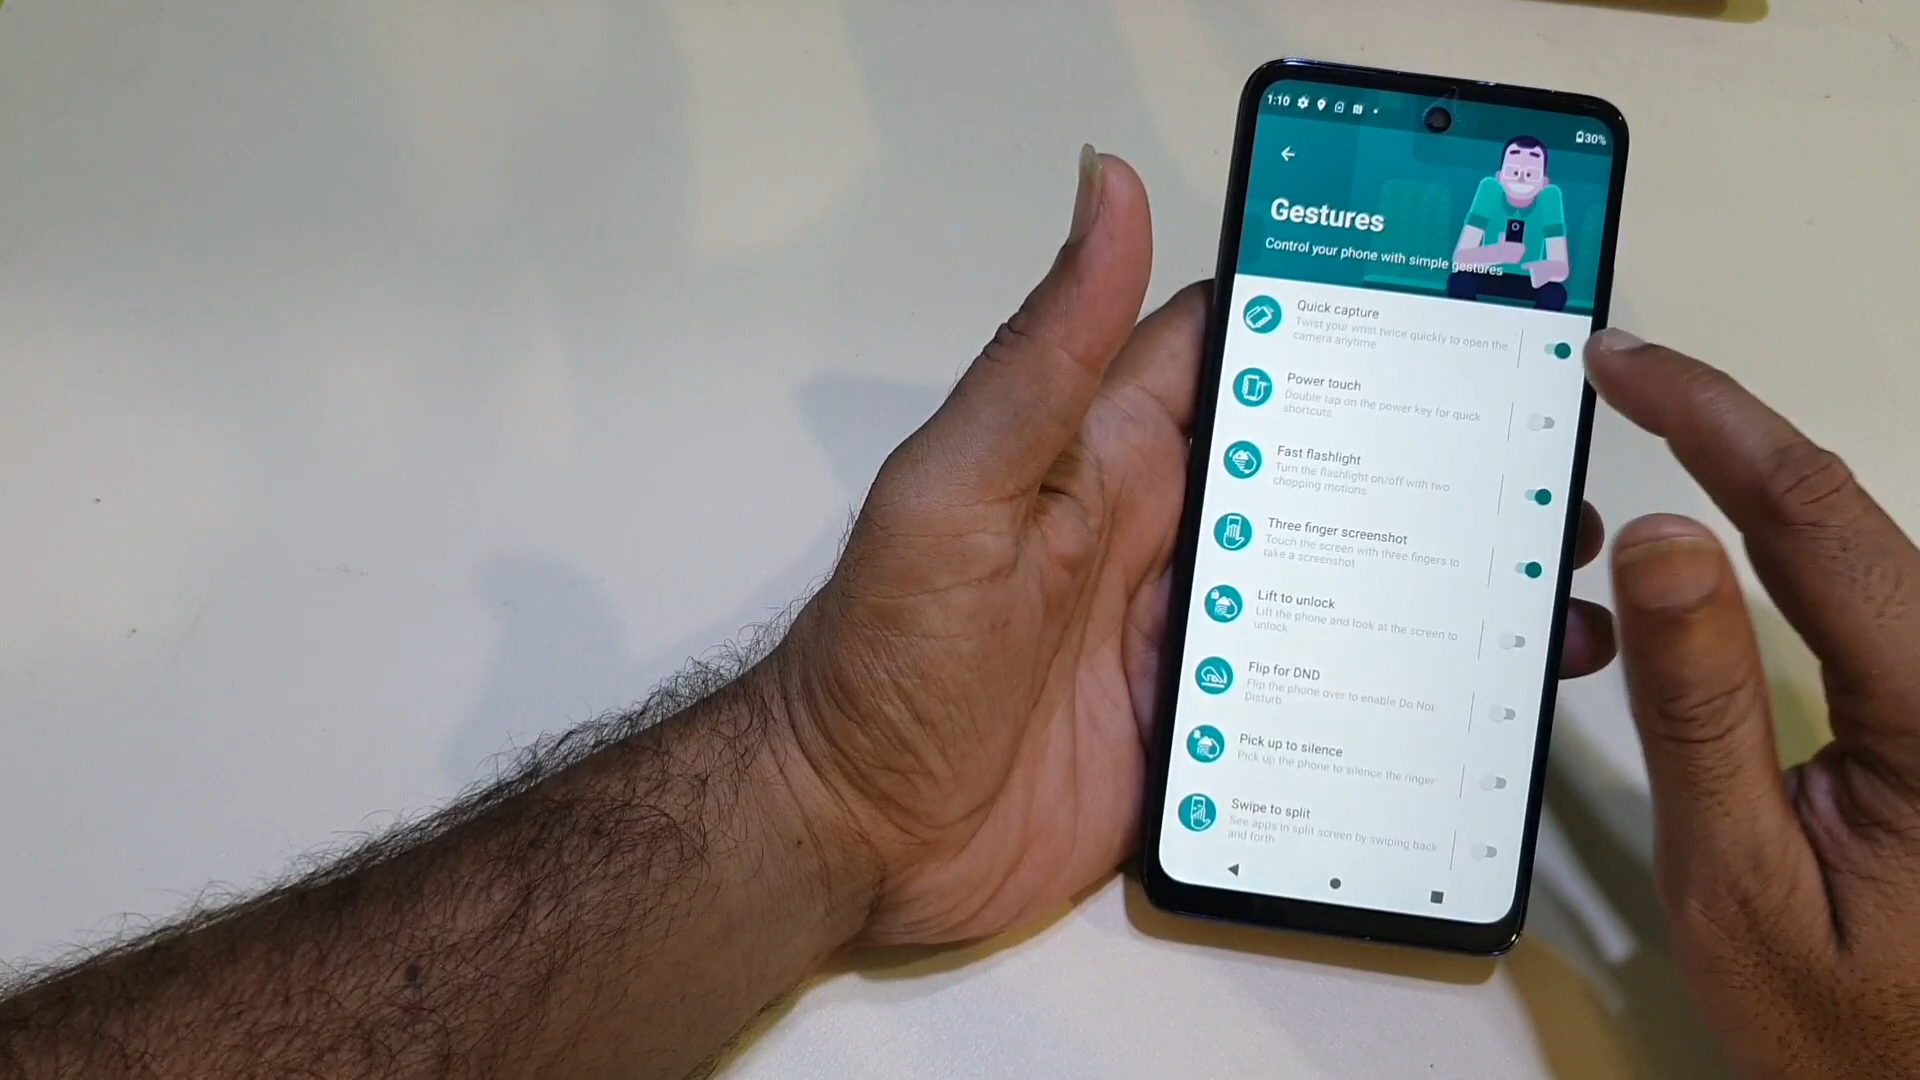 1:10
30%
Gestures
Control your phone with simple gestures
Quick capture
Twist your wrist twice quickly to open the
camera anytime
Power touch
Double tap on the power key for quick
shortcuts
Fast flashlight
Turn the flashlight on/off with two
chopping motions
Three finger screenshot
Touch the screen with three fingers to
take a screenshot
Lift to unlock
Lift the phone and look at the screen to
unlock
Flip for DND
Flip the phone over to enable Do Not
Disturb
Pick up to silence
Pick up the phone to silence the ringer
Swipe to split
See apps in split screen by swiping back
and forth